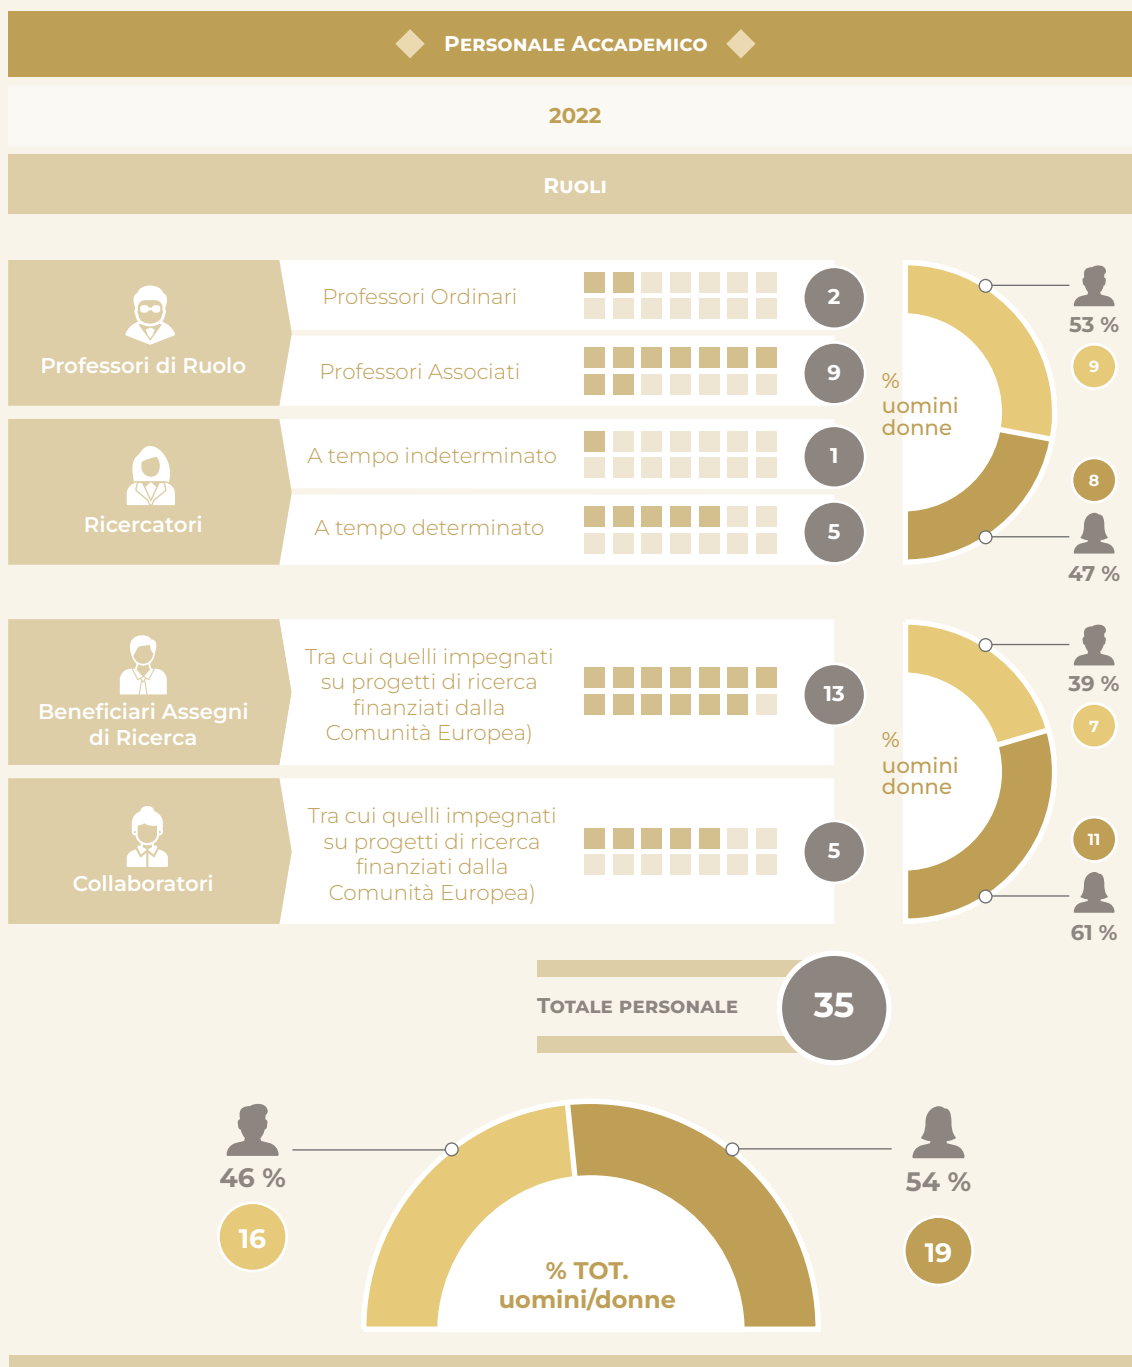 Personale Accademico
2022
Ruoli
Professori di Ruolo
Professori Ordinari
2
Professori Associati
9
Ricercatori
A tempo indeterminato
1
A tempo determinato
5
%
uomini
donne
53 %
9
8
47 %
Beneficiari Assegni
di Ricerca
Tra cui quelli impegnati
su progetti di ricerca
finanziati dalla
Comunità Europea)
13
Collaboratori
Tra cui quelli impegnati
su progetti di ricerca
finanziati dalla
Comunità Europea)
5
%
uomini
donne
39 %
7
11
61 %
Totale personale
35
46 %
16
54 %
19
% TOT.
uomini/donne